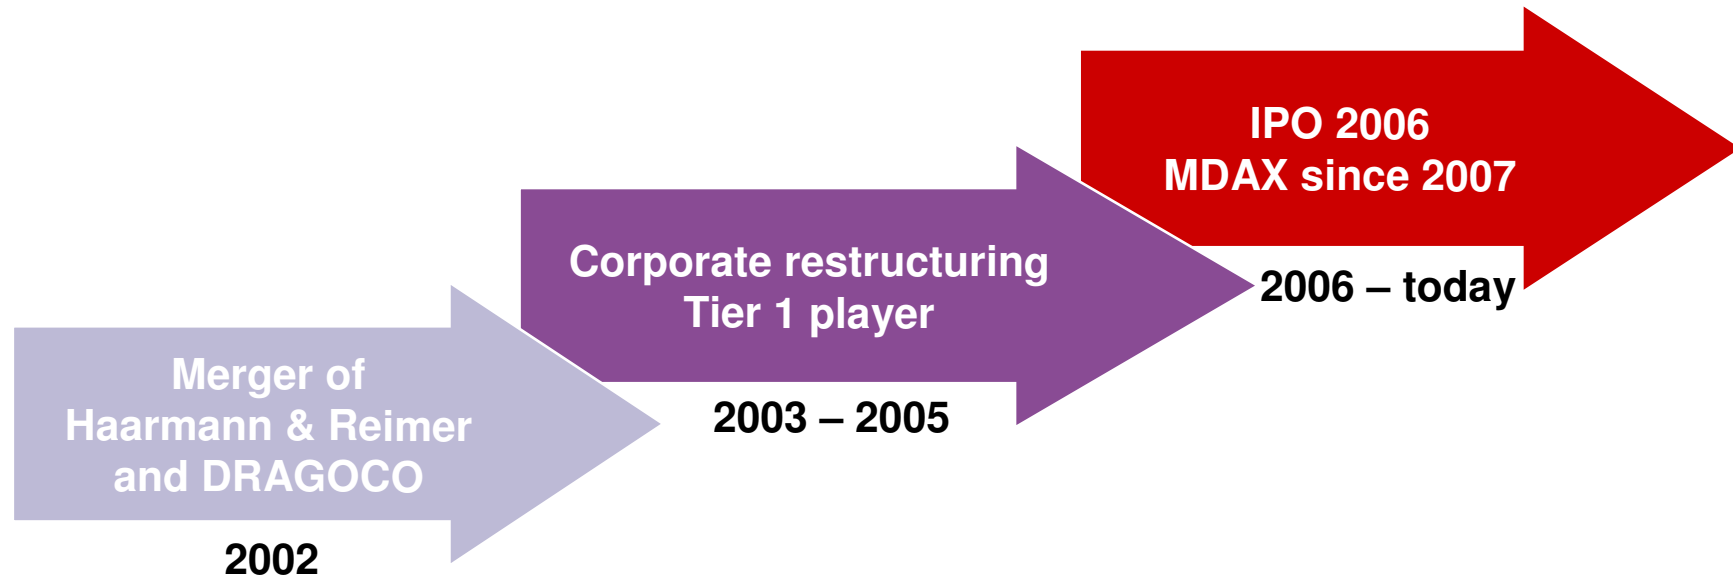 Merger of
Haarmann & Reimer
and DRAGOCO
2002
Corporate restructuring
Tier 1 player
2003 – 2005
IPO 2006
MDAX since 2007
2006 – today